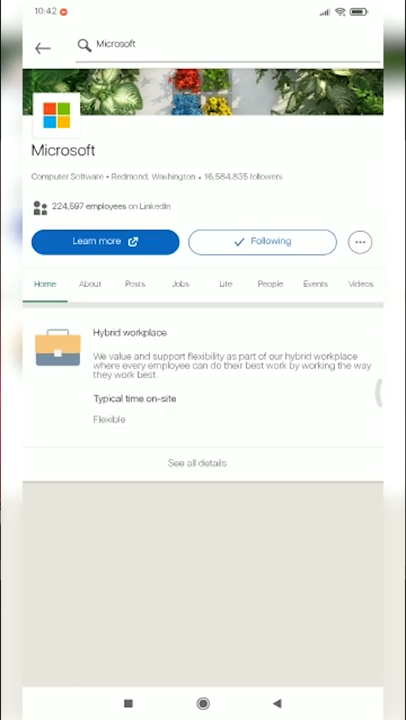 10:42
Microsoft
Microsoft
Computer Software • Redmond, Washington • 16,584,835 followers
224,597 employees on LinkedIn
Learn more
Following
Home About Posts Jobs Life People Events Videos
Hybrid workplace
We value and support flexibility as part of our hybrid workplace
where every employee can do their best work by working the way
they work best.
Typical time on-site
Flexible
See all details